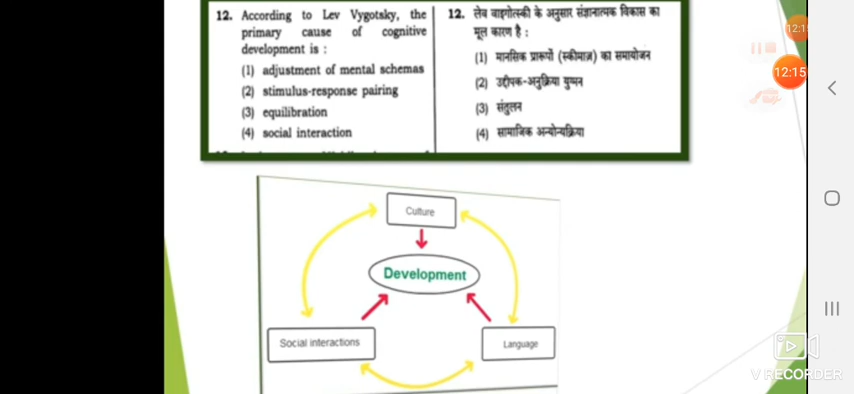 12. According to Lev Vygotsky, the
primary cause of cognitive
development is :
(1) adjustment of mental schemas
(2) stimulus-response pairing
(3) equilibration
(4) social interaction
12. लेव वाइगोत्स्की के अनुसार संज्ञानात्मक विकास का
मूल कारण है :
(1) मानसिक प्रारूपों (स्कीमाज़) का समायोजन
(2) उद्दीपक-अनुक्रिया युग्मन
(3) संतुलन
(4) सामाजिक अन्योन्यक्रिया
12:15
Culture
Development
Social interactions
Language
V RECORDER